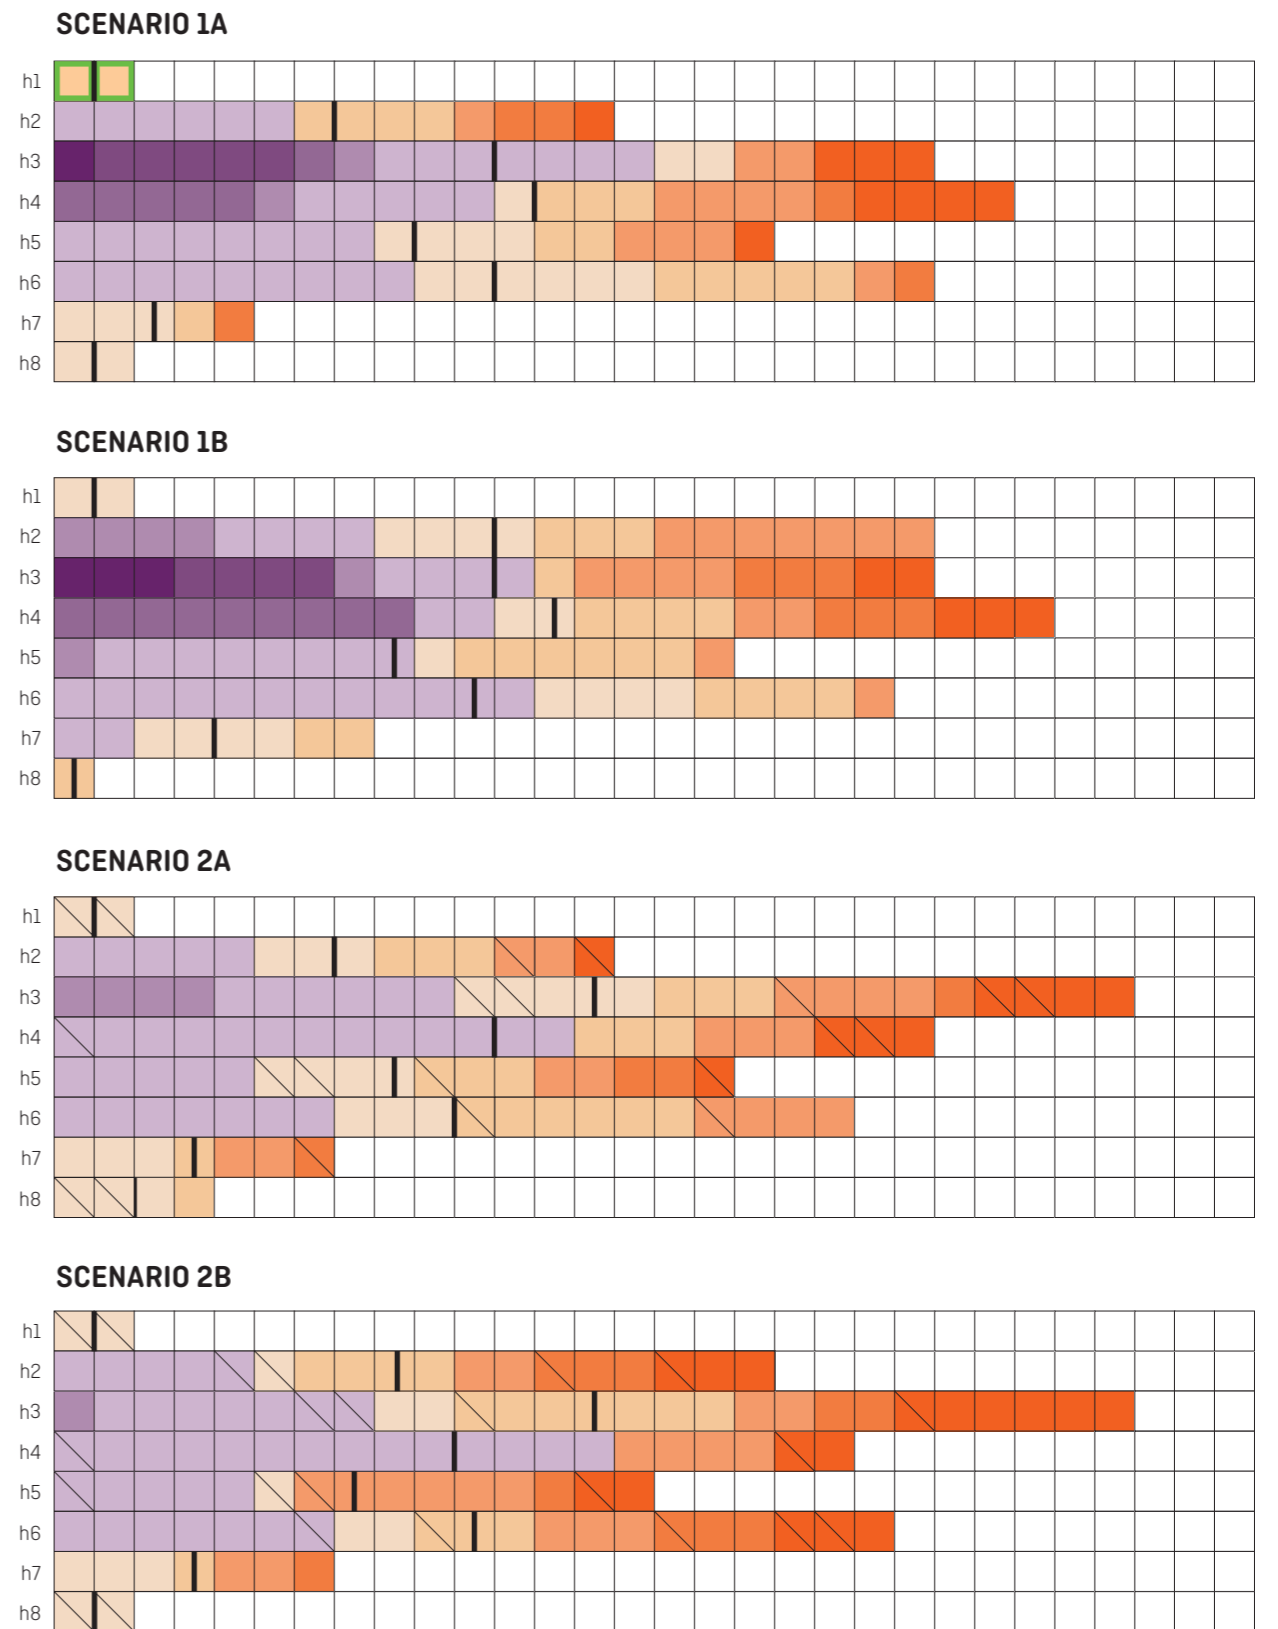 SCENARIO 1A
h1
h2
h3
h4
h5
h6
h7
h8
SCENARIO 1B
h1
h2
h3
h4
h5
h6
h7
h8
SCENARIO 2A
h1
h2
h3
h4
h5
h6
h7
h8
SCENARIO 2B
h1
h2
h3
h4
h5
h6
h7
h8